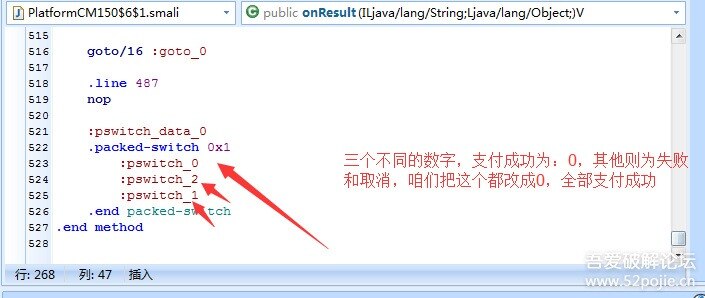 PlatformCM150$6$1.smali
public onResult(ILjava/lang/String;Ljava/lang/Object;)V
515
516 goto/16 :goto_0
517
518 .line 487
519 nop
520
521 :pswitch_data_0
522 .packed-switch 0x1
523 :pswitch_0
524 :pswitch_2
525 :pswitch_1
526 .end packed-switch
527 .end method
528
三个不同的数字，支付成功为：0，其他则为失败
和取消，咱们把这个都改成0，全部支付成功
行: 268 列: 47 插入
吾爱破解论坛
www.52pojie.cn